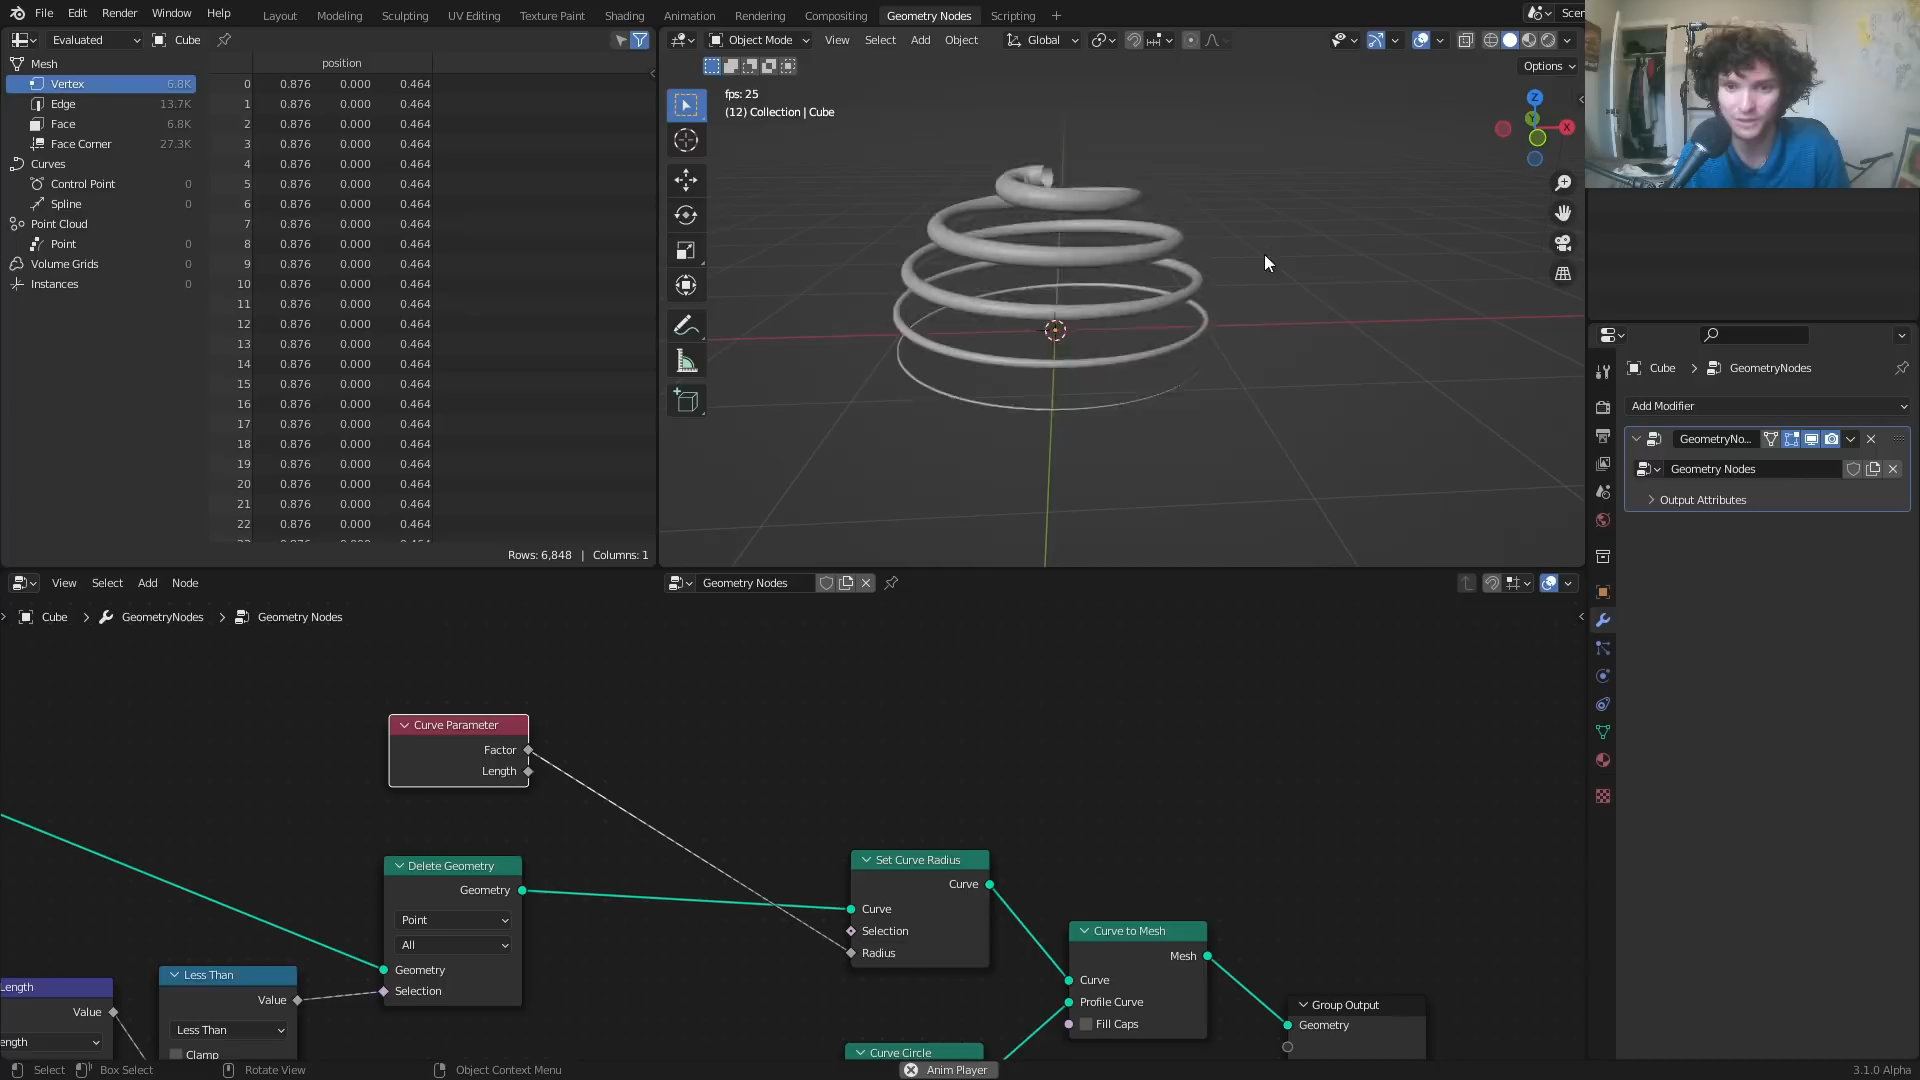 File Edit Render Window Help Layout Modeling Sculpting UV Editing Texture Paint Shading Animation Rendering Compositing Geometry Nodes Scripting + Scen
Evaluated Cube
Object Mode View Select Add Object Global
Options
position
Mesh
Vertex 6.8K
Edge 13.7K
Face 6.8K
Face Corner 27.3K
Curves
Control Point 0
Spline 0
Point Cloud
Point 0
Volume Grids 0
Instances 0
0 0.876 0.000 0.464
1 0.876 0.000 0.464
2 0.876 0.000 0.464
3 0.876 0.000 0.464
4 0.876 0.000 0.464
5 0.876 0.000 0.464
6 0.876 0.000 0.464
7 0.876 0.000 0.464
8 0.876 0.000 0.464
9 0.876 0.000 0.464
10 0.876 0.000 0.464
11 0.876 0.000 0.464
12 0.876 0.000 0.464
13 0.876 0.000 0.464
14 0.876 0.000 0.464
15 0.876 0.000 0.464
16 0.876 0.000 0.464
17 0.876 0.000 0.464
18 0.876 0.000 0.464
19 0.876 0.000 0.464
20 0.876 0.000 0.464
21 0.876 0.000 0.464
22 0.876 0.000 0.464
Rows: 6,848 | Columns: 1
fps: 25
(12) Collection | Cube
Z
Y
X
Cube GeometryNodes
Add Modifier
GeometryNo...
Geometry Nodes
Output Attributes
View Select Add Node Geometry Nodes
Cube GeometryNodes Geometry Nodes
Curve Parameter
Factor
Length
Delete Geometry
Geometry
Point
All
Geometry
Selection
Length
Value
ength
Less Than
Value
Less Than
Clamp
Set Curve Radius
Curve
Curve
Selection
Radius
Curve to Mesh
Mesh
Curve
Profile Curve
Fill Caps
Curve Circle
Group Output
Geometry
Select Box Select Rotate View Object Context Menu Anim Player 3.1.0 Alpha